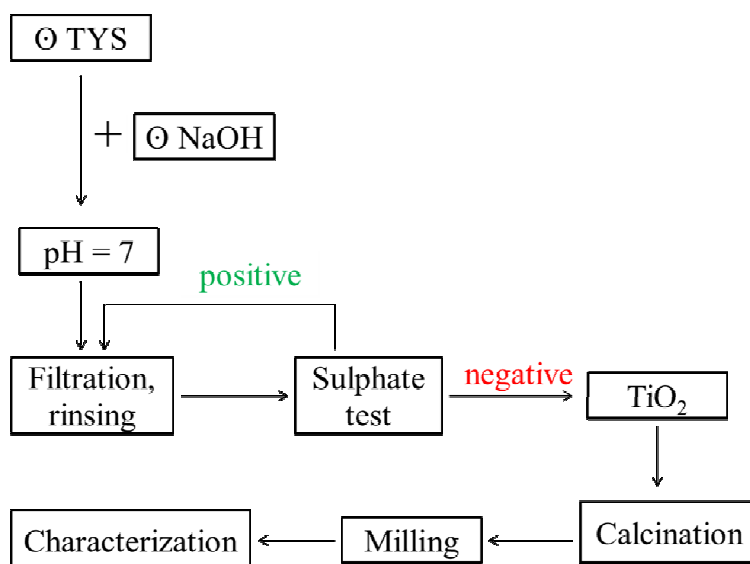 ʘ TYS
+ ʘ NaOH
pH = 7
positive
Filtration,
rinsing
Sulphate
test
negative
TiO₂
Calcination
Milling
Characterization